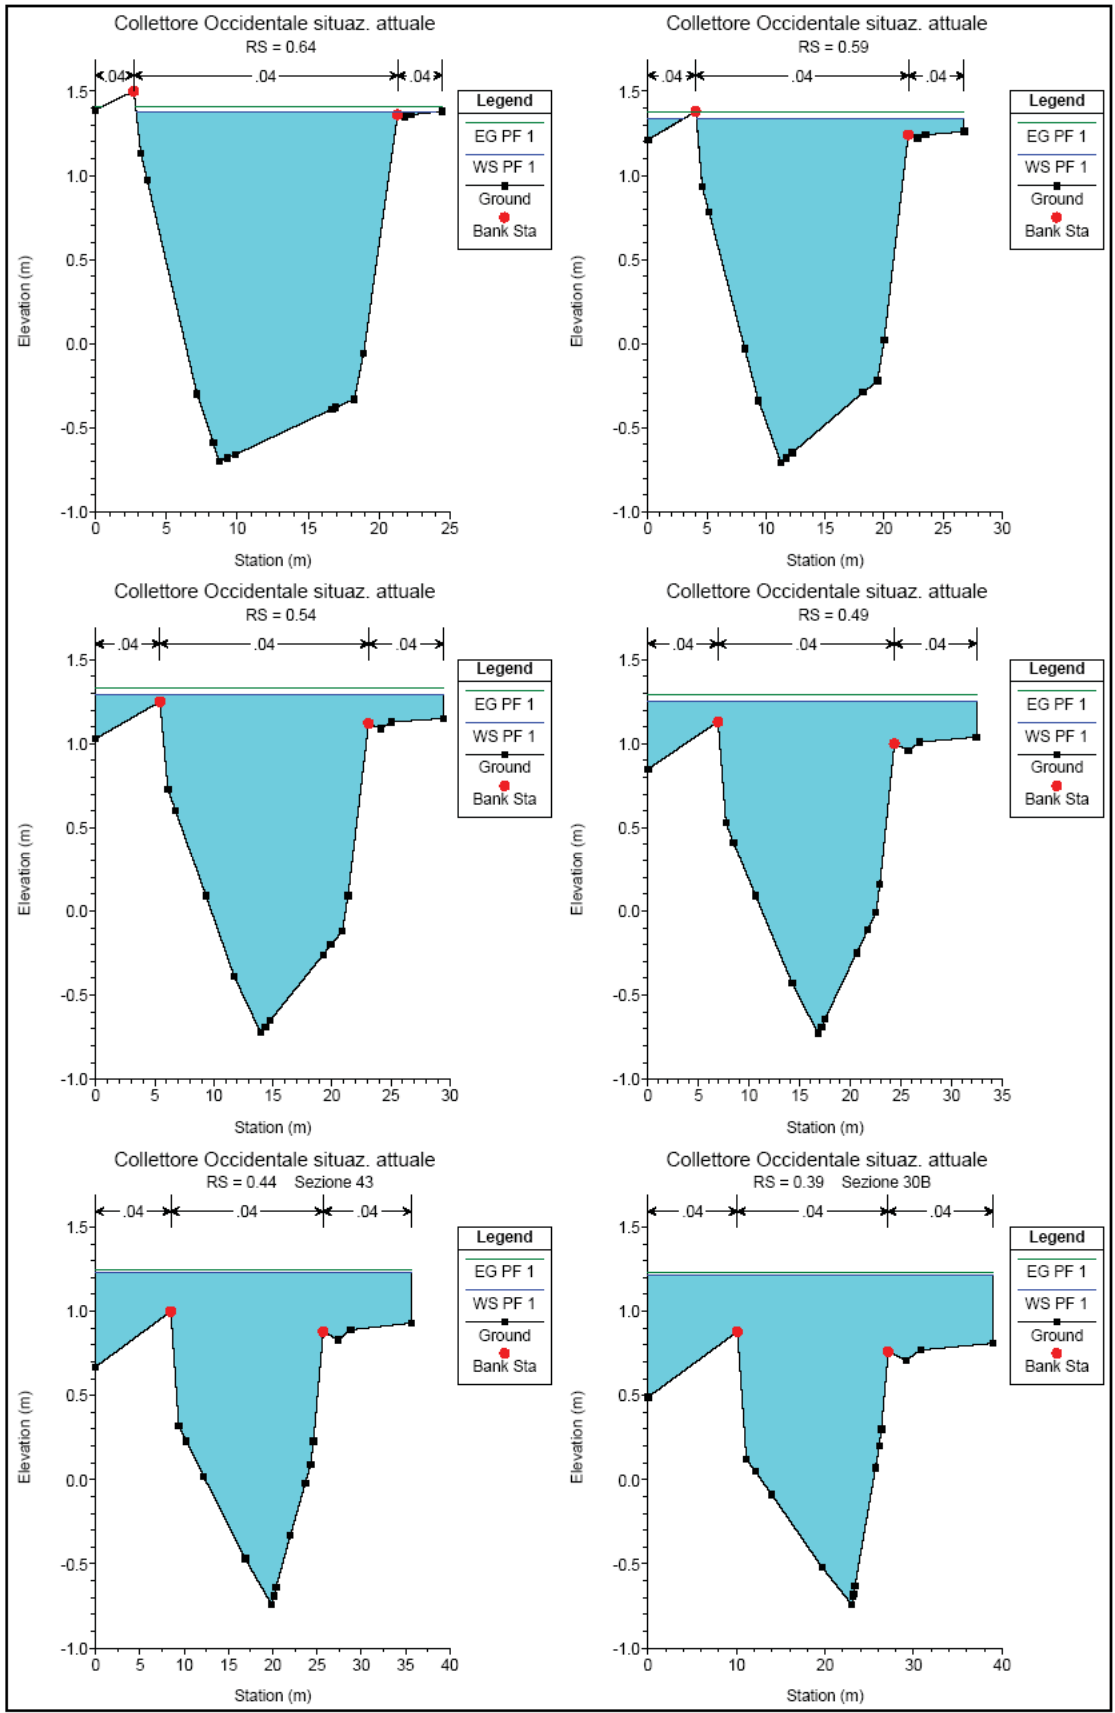 Collettore Occidentale situaz. attuale
RS = 0.64
.04 .04 .04
1.5
1.0
0.5
0.0
-0.5
-1.0
Elevation (m)
0 5 10 15 20 25
Station (m)
Legend
EG PF 1
WS PF 1
Ground
Bank Sta
Collettore Occidentale situaz. attuale
RS = 0.59
.04 .04 .04
1.5
1.0
0.5
0.0
-0.5
-1.0
Elevation (m)
0 5 10 15 20 25 30
Station (m)
Legend
EG PF 1
WS PF 1
Ground
Bank Sta
Collettore Occidentale situaz. attuale
RS = 0.54
.04 .04 .04
1.5
1.0
0.5
0.0
-0.5
-1.0
Elevation (m)
0 5 10 15 20 25 30
Station (m)
Legend
EG PF 1
WS PF 1
Ground
Bank Sta
Collettore Occidentale situaz. attuale
RS = 0.49
.04 .04 .04
1.5
1.0
0.5
0.0
-0.5
-1.0
Elevation (m)
0 5 10 15 20 25 30 35
Station (m)
Legend
EG PF 1
WS PF 1
Ground
Bank Sta
Collettore Occidentale situaz. attuale
RS = 0.44 Sezione 43
.04 .04 .04
1.5
1.0
0.5
0.0
-0.5
-1.0
Elevation (m)
0 5 10 15 20 25 30 35 40
Station (m)
Legend
EG PF 1
WS PF 1
Ground
Bank Sta
Collettore Occidentale situaz. attuale
RS = 0.39 Sezione 30B
.04 .04 .04
1.5
1.0
0.5
0.0
-0.5
-1.0
Elevation (m)
0 10 20 30 40
Station (m)
Legend
EG PF 1
WS PF 1
Ground
Bank Sta